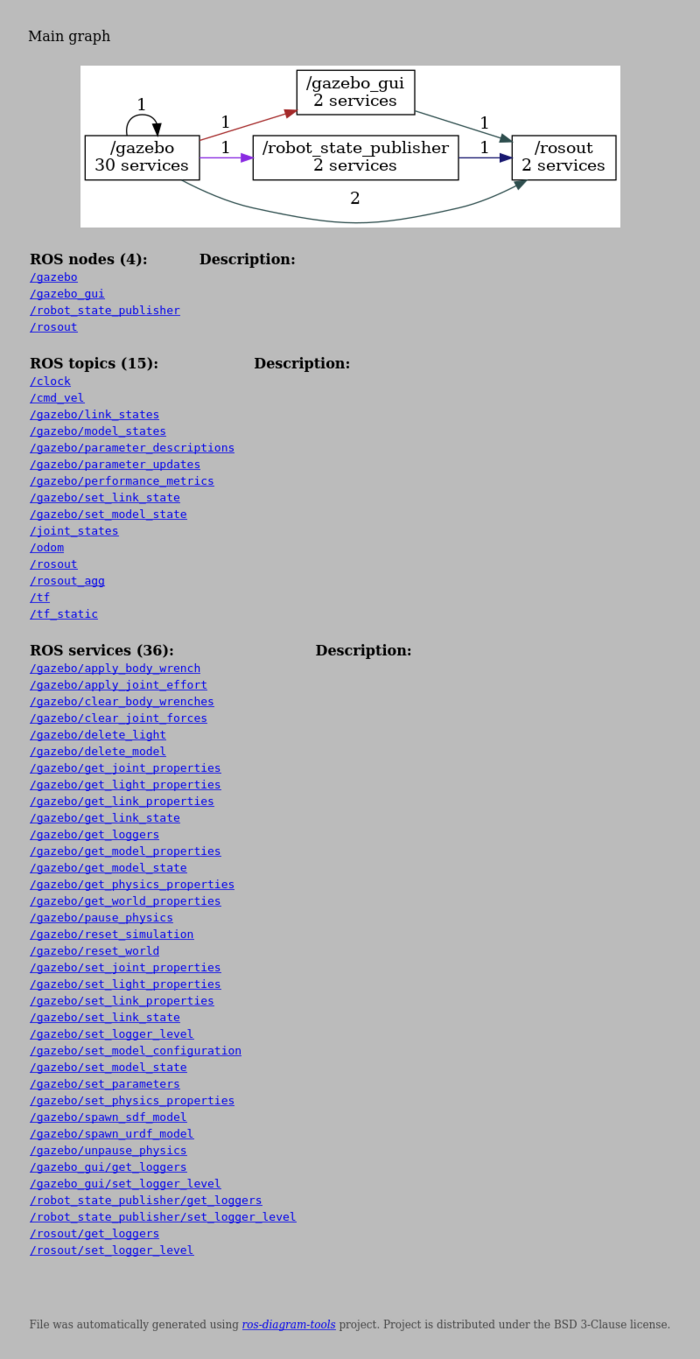 Main graph
/gazebo_gui
2 services
1
1
1
/gazebo
30 services
1
/robot_state_publisher
2 services
1
/rosout
2 services
2
ROS nodes (4): Description:
/gazebo
/gazebo_gui
/robot_state_publisher
/rosout
ROS topics (15): Description:
/clock
/cmd_vel
/gazebo/link_states
/gazebo/model_states
/gazebo/parameter_descriptions
/gazebo/parameter_updates
/gazebo/performance_metrics
/gazebo/set_link_state
/gazebo/set_model_state
/joint_states
/odom
/rosout
/rosout_agg
/tf
/tf_static
ROS services (36): Description:
/gazebo/apply_body_wrench
/gazebo/apply_joint_effort
/gazebo/clear_body_wrenches
/gazebo/clear_joint_forces
/gazebo/delete_light
/gazebo/delete_model
/gazebo/get_joint_properties
/gazebo/get_light_properties
/gazebo/get_link_properties
/gazebo/get_link_state
/gazebo/get_loggers
/gazebo/get_model_properties
/gazebo/get_model_state
/gazebo/get_physics_properties
/gazebo/get_world_properties
/gazebo/pause_physics
/gazebo/reset_simulation
/gazebo/reset_world
/gazebo/set_joint_properties
/gazebo/set_light_properties
/gazebo/set_link_properties
/gazebo/set_link_state
/gazebo/set_logger_level
/gazebo/set_model_configuration
/gazebo/set_model_state
/gazebo/set_parameters
/gazebo/set_physics_properties
/gazebo/spawn_sdf_model
/gazebo/spawn_urdf_model
/gazebo/unpause_physics
/gazebo_gui/get_loggers
/gazebo_gui/set_logger_level
/robot_state_publisher/get_loggers
/robot_state_publisher/set_logger_level
/rosout/get_loggers
/rosout/set_logger_level
File was automatically generated using ros-diagram-tools project. Project is distributed under the BSD 3-Clause license.